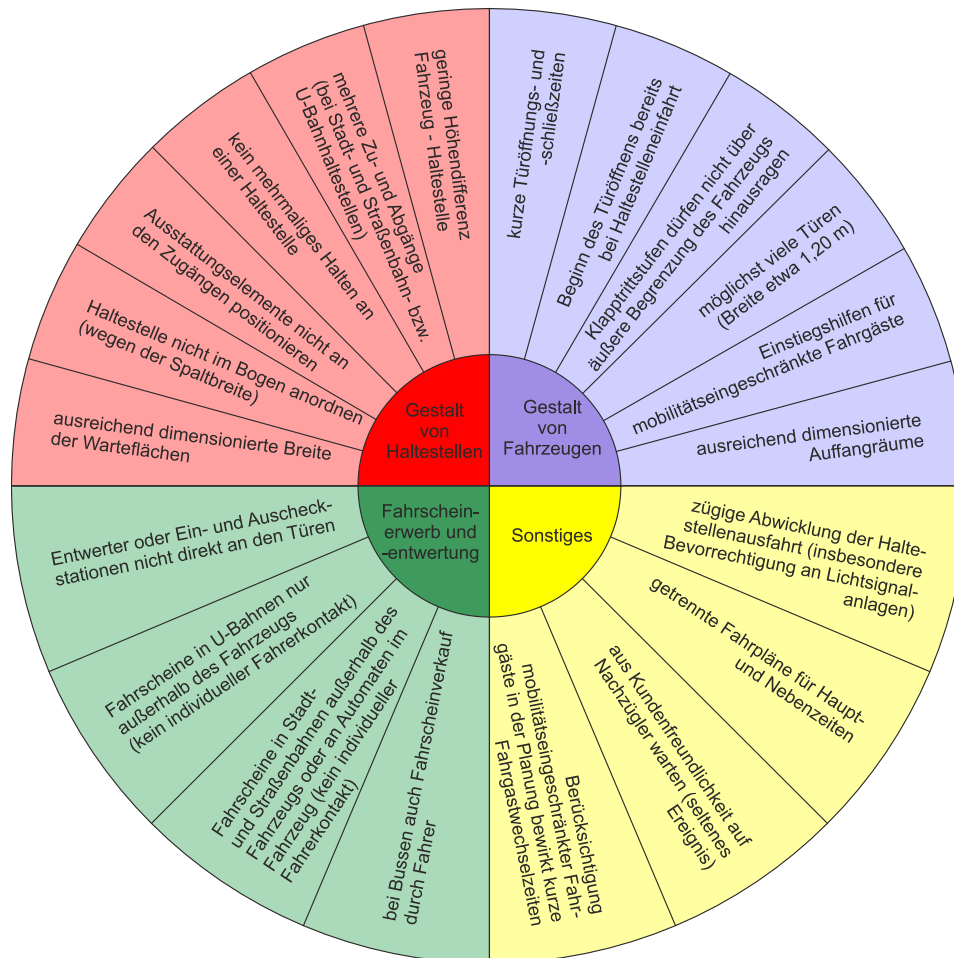 Gestalt
von
Haltestellen
ausreichend dimensionierte Breite
der Warteflächen
Haltestelle nicht im Bogen anordnen
(wegen der Spaltbreite)
Ausstattungselemente nicht an
den Zugängen positionieren
kein mehrmaliges Halten an
einer Haltestelle
mehrere Zu- und Abgänge
(bei Stadt- und Straßenbahn- bzw.
U-Bahnhaltestellen)
geringe Höhendifferenz
Fahrzeug - Haltestelle
Gestalt
von
Fahrzeugen
kurze Türöffnungs- und
-schließzeiten
Beginn des Türöffnens bereits
bei Haltestelleneinfahrt
Klapptrittstufen dürfen nicht über
äußere Begrenzung des Fahrzeugs
hinausragen
möglichst viele Türen
(Breite etwa 1,20 m)
Einstiegshilfen für
mobilitätseingeschränkte Fahrgäste
ausreichend dimensionierte
Auffangräume
Sonstiges
zügige Abwicklung der Halte-
stellenausfahrt (insbesondere
Bevorrechtigung an Lichtsignal-
anlagen)
getrennte Fahrpläne für Haupt-
und Nebenzeiten
aus Kundenfreundlichkeit auf
Nachzügler warten (seltenes
Ereignis)
Berücksichtigung
mobilitätseingeschränkter Fahr-
gäste in der Planung bewirkt kurze
Fahrgastwechselzeiten
Fahrschein-
erwerb und
-entwertung
Entwerter oder Ein- und Auscheck-
stationen nicht direkt an den Türen
Fahrscheine in U-Bahnen nur
außerhalb des Fahrzeugs
(kein individueller Fahrerkontakt)
Fahrscheine in Stadt-
und Straßenbahnen außerhalb des
Fahrzeugs oder an Automaten im
Fahrzeug (kein individueller
Fahrerkontakt)
bei Bussen auch Fahrscheinverkauf
durch Fahrer